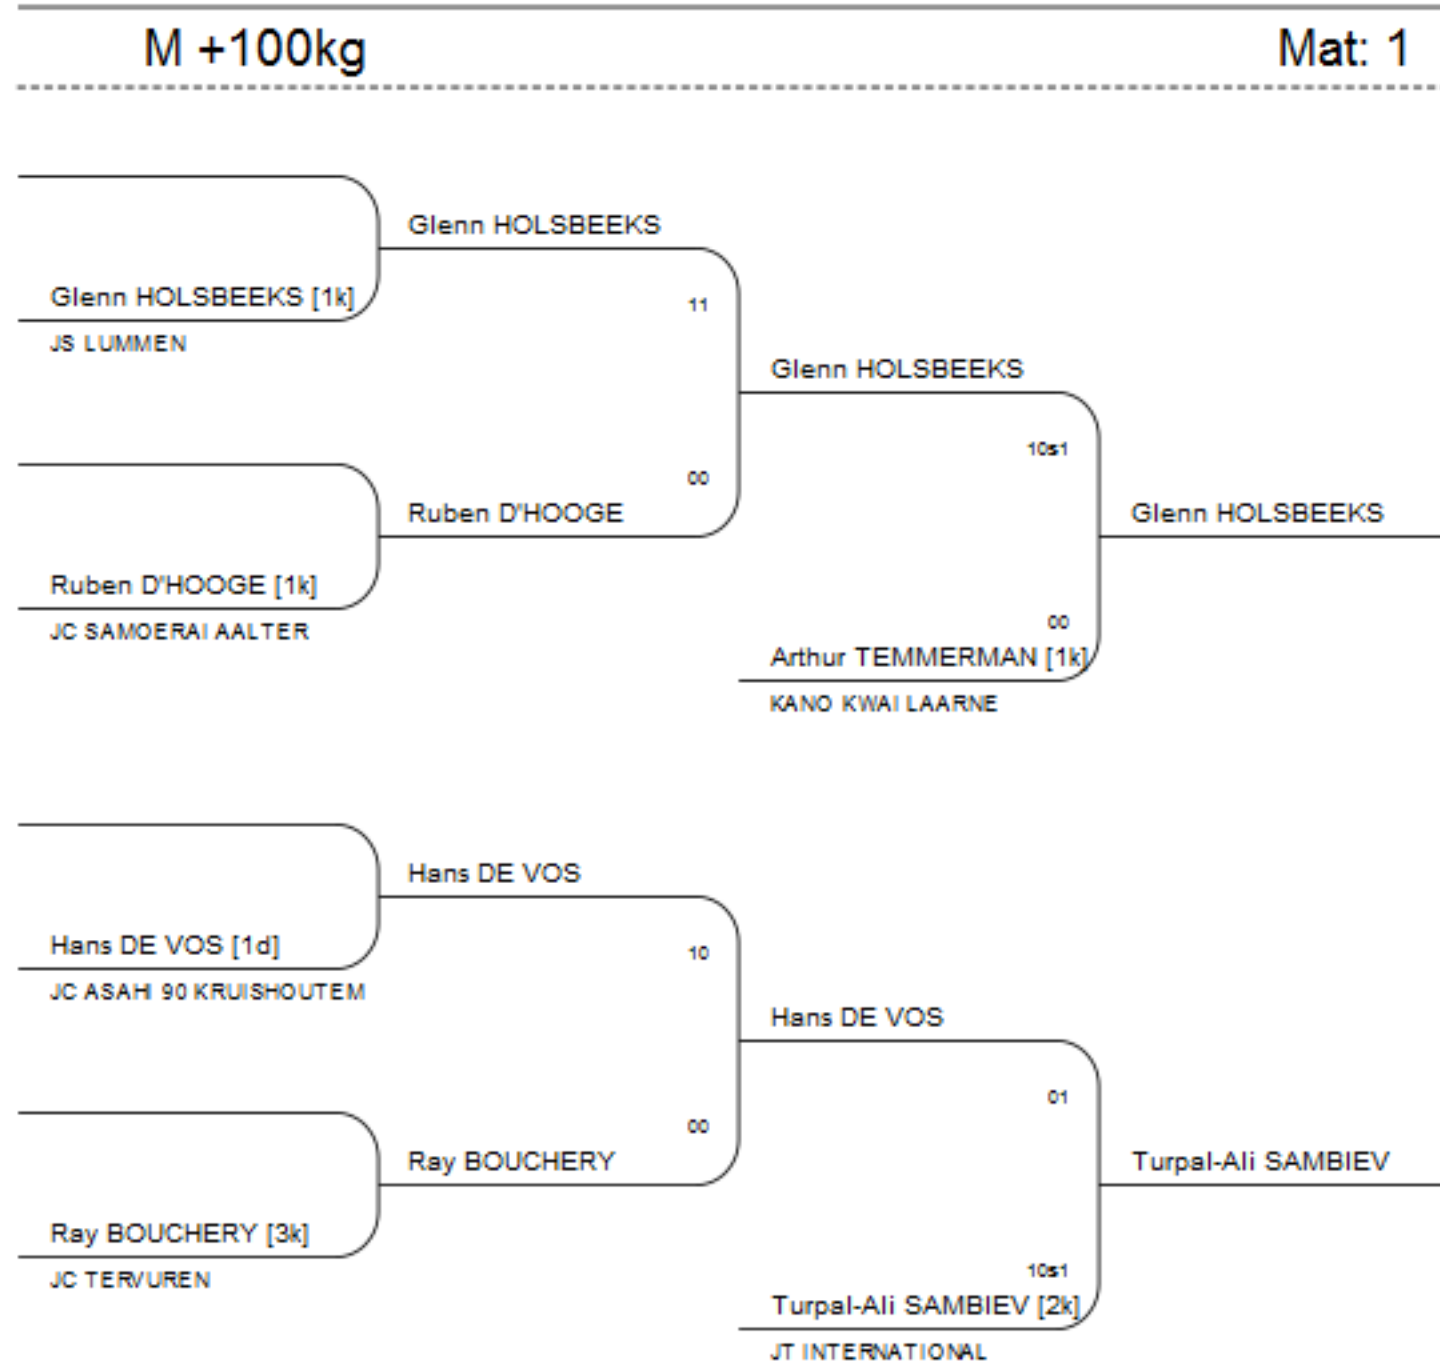 M +100kg Mat: 1
Glenn HOLSBEEKS
Glenn HOLSBEEKS [1k]
11
JS LUMMEN
Glenn HOLSBEEKS
10s1
00
Ruben D'HOOGE
Glenn HOLSBEEKS
Ruben D'HOOGE [1k]
00
JC SAMOERAI AALTER
Arthur TEMMERMAN [1k]
KANO KWAI LAARNE
Hans DE VOS
Hans DE VOS [1d]
10
JC ASAHI 90 KRUISHOUTEM
Hans DE VOS
01
00
Ray BOUCHERY
Turpal-Ali SAMBIEV
Ray BOUCHERY [3k]
10s1
JC TERVUREN
Turpal-Ali SAMBIEV [2k]
JT INTERNATIONAL